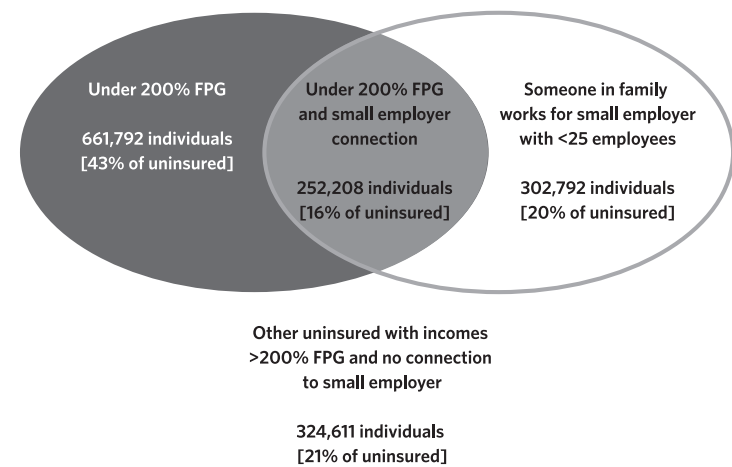 Under 200% FPG
661,792 individuals
[43% of uninsured]
Under 200% FPG
and small employer
connection
252,208 individuals
[16% of uninsured]
Someone in family
works for small employer
with <25 employees
302,792 individuals
[20% of uninsured]
Other uninsured with incomes
>200% FPG and no connection
to small employer
324,611 individuals
[21% of uninsured]